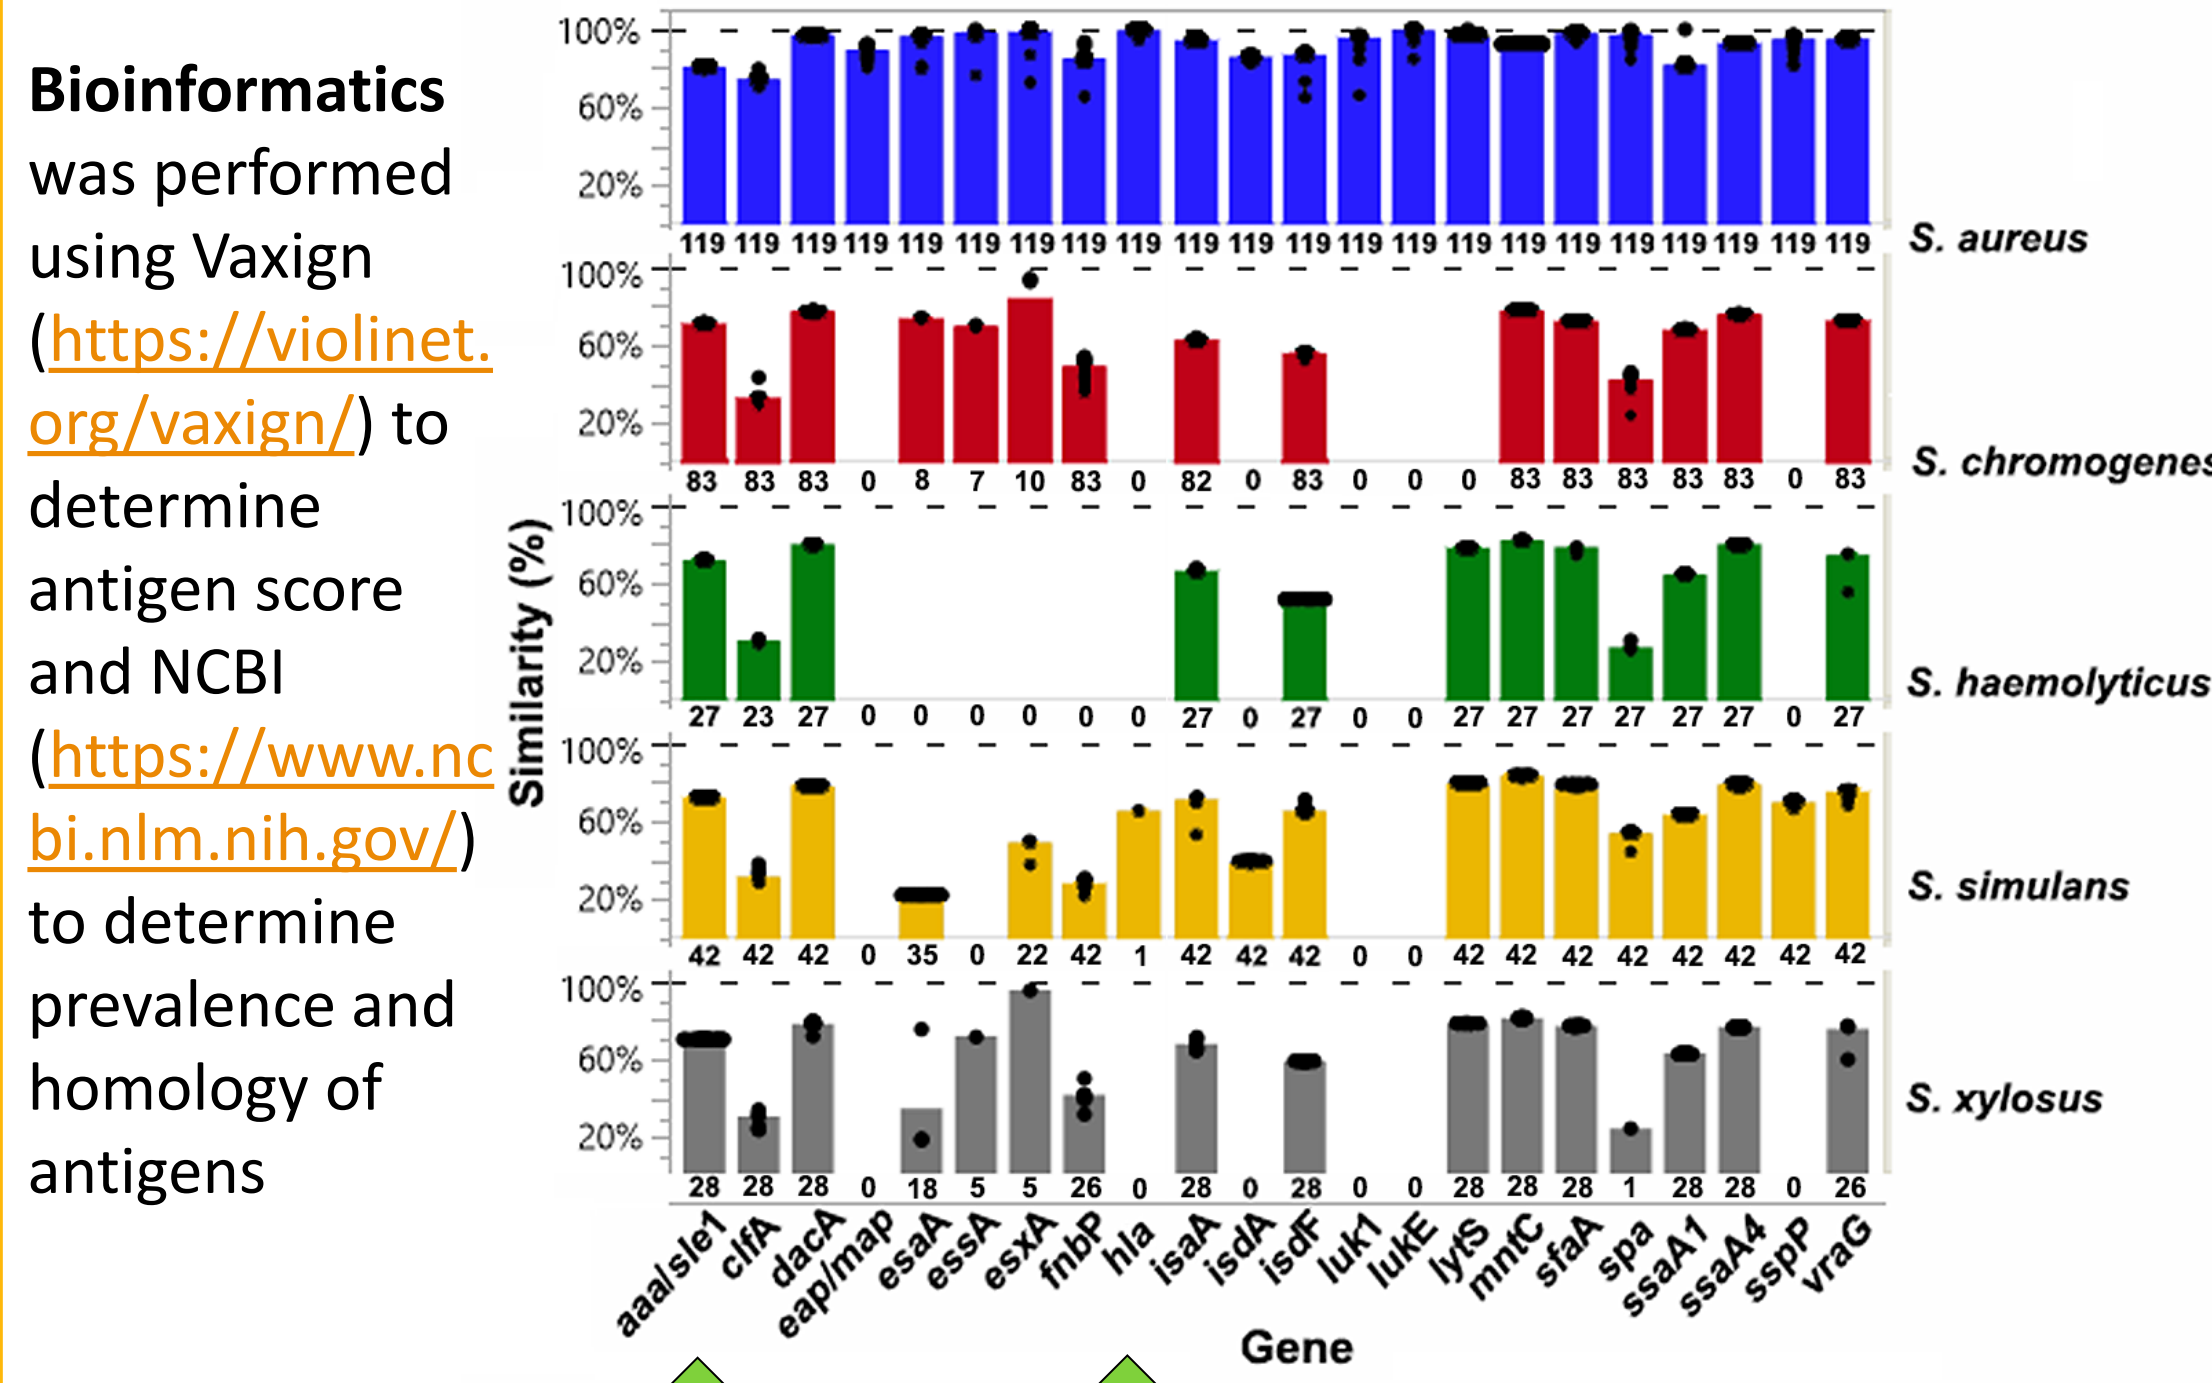 Bioinformatics
was performed
using Vaxign
(https://violinet.
org/vaxign/) to
determine
antigen score
and NCBI
(https://www.nc
bi.nlm.nih.gov/)
to determine
prevalence and
homology of
antigens
Similarity (%)
100%
60%
20%
119 119 119 119 119 119 119 119 119 119 119 119 119 119 119 119 119 119 119 119 119 119
S. aureus
100%
60%
20%
83 83 83 0 8 7 10 83 0 82 0 83 0 0 0 83 83 83 83 83 0 83
S. chromogenes
100%
60%
20%
27 23 27 0 0 0 0 0 0 27 0 27 0 0 27 27 27 27 27 27 0 27
S. haemolyticus
100%
60%
20%
42 42 42 0 35 0 22 42 1 42 42 42 0 0 42 42 42 42 42 42 42 42
S. simulans
100%
60%
20%
28 28 28 0 18 5 5 26 0 28 0 28 0 0 28 28 28 1 28 28 0 26
S. xylosus
aaa/sle1 clfA dacA eap/map esaA essA esxA fnbP hla isaA isdA isdF luk1 lukE lytS mntC sfaA spa ssaA1 ssaA4 sspP vraG
Gene